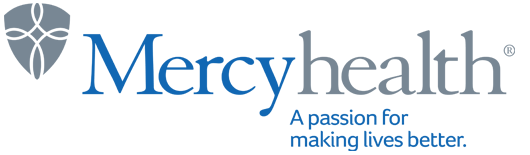 Mercyhealth®
A passion for
making lives better.